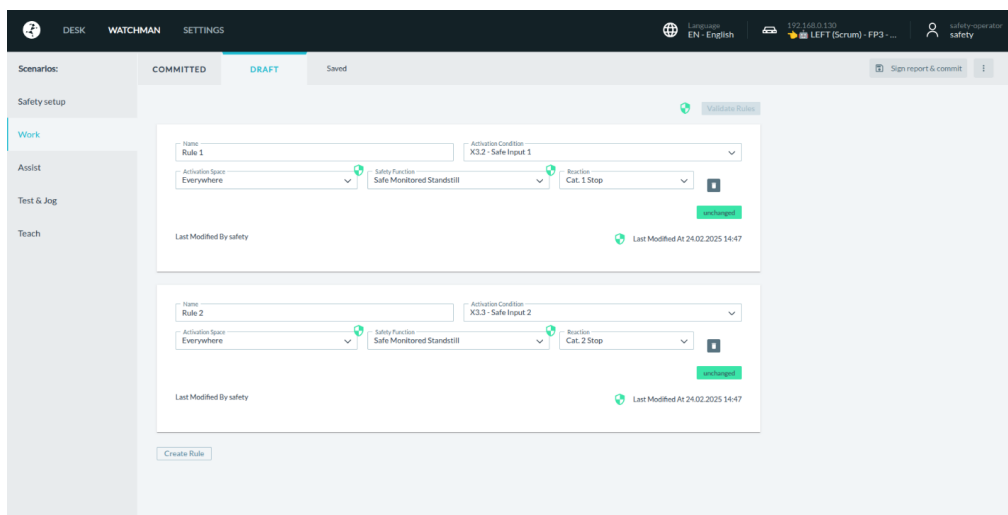 DESK WATCHMAN SETTINGS
Language
EN - English
192.168.0.130
👈🤖 LEFT (Scrum) - FP3 - ...
safety-operator
safety
Scenarios:
Safety setup
Work
Assist
Test & Jog
Teach
COMMITTED DRAFT Saved
Sign report & commit
Validate Rules
Name
Rule 1
Activation Condition
X3.2 - Safe Input 1
Activation Space
Everywhere
Safety Function
Safe Monitored Standstill
Reaction
Cat. 1 Stop
unchanged
Last Modified By safety
Last Modified At 24.02.2025 14:47
Name
Rule 2
Activation Condition
X3.3 - Safe Input 2
Activation Space
Everywhere
Safety Function
Safe Monitored Standstill
Reaction
Cat. 2 Stop
unchanged
Last Modified By safety
Last Modified At 24.02.2025 14:47
Create Rule